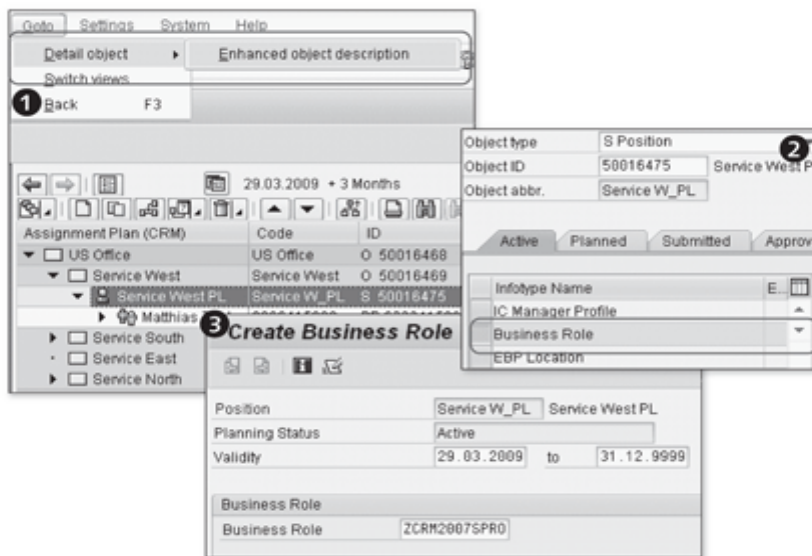 Goto Settings System Help
Detail object Enhanced object description
Switch views
1 Back F3
29.03.2009 + 3 Months
Assignment Plan (CRM) Code ID
US Office US Office O 50016468
Service West Service West O 50016469
Service West PL Service W_PL S 50016475
Matthias
Service South
Service East
Service North
2
Object type S Position
Object ID 50016475 Service West P
Object abbr. Service W_PL
Active Planned Submitted Approv
Infotype Name E..
IC Manager Profile
Business Role
EBP Location
3 Create Business Role
Position Service W_PL Service West PL
Planning Status Active
Validity 29.03.2009 to 31.12.9999
Business Role
Business Role ZCRM2007SPRO